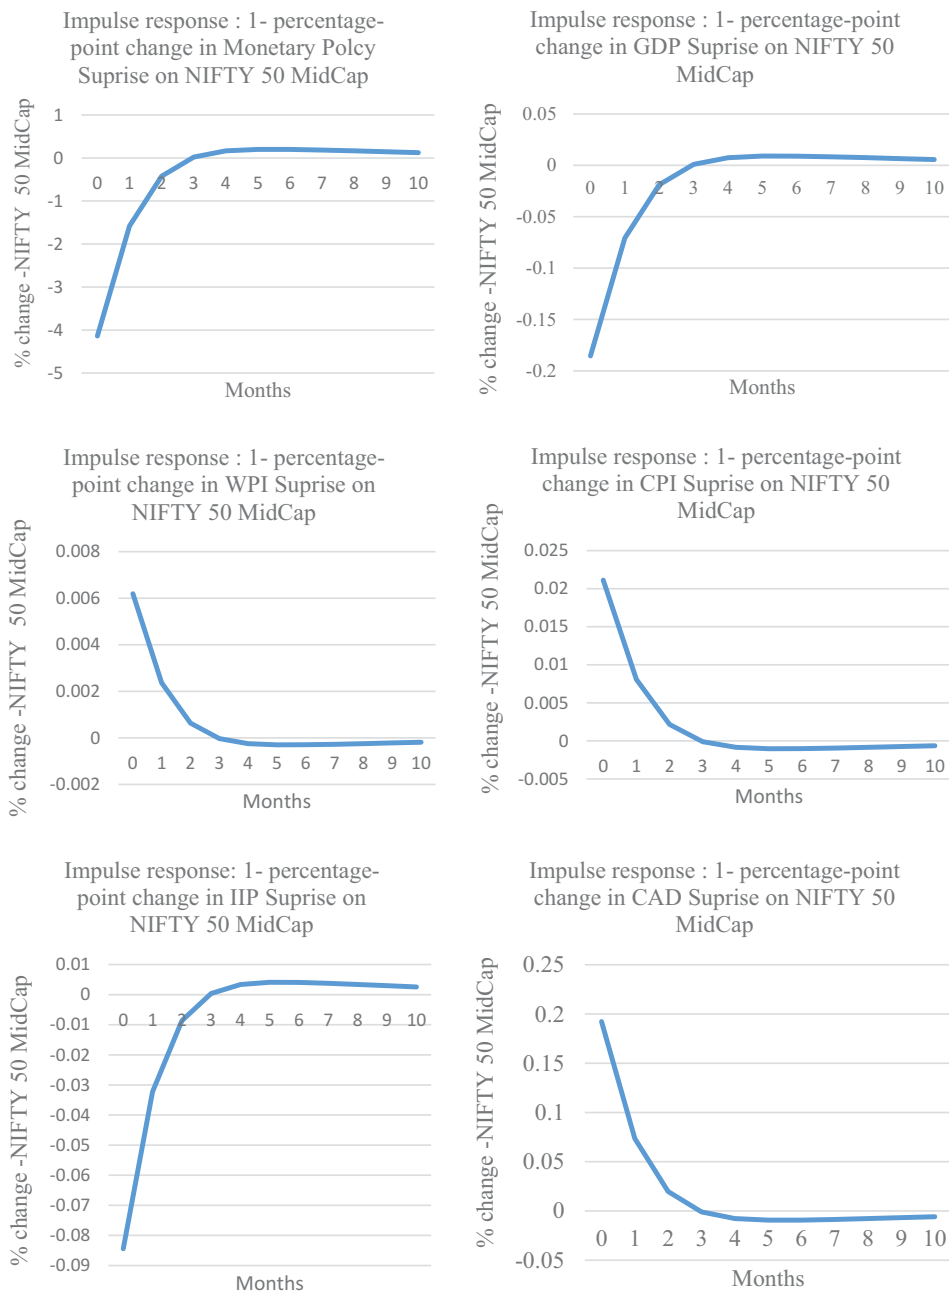 Impulse response : 1- percentage-
point change in Monetary Polcy
Suprise on NIFTY 50 MidCap
% change -NIFTY 50 MidCap
1
0
-1
-2
-3
-4
-5
0 1 2 3 4 5 6 7 8 9 10
Months
Impulse response : 1- percentage-point
change in GDP Suprise on NIFTY 50
MidCap
% change -NIFTY 50 MidCap
0.05
0
-0.05
-0.1
-0.15
-0.2
0 1 2 3 4 5 6 7 8 9 10
Months
Impulse response : 1- percentage-
point change in WPI Suprise on
NIFTY 50 MidCap
% change -NIFTY 50 MidCap
0.008
0.006
0.004
0.002
0
-0.002
0 1 2 3 4 5 6 7 8 9 10
Months
Impulse response : 1- percentage-point
change in CPI Suprise on NIFTY 50
MidCap
% change -NIFTY 50 MidCap
0.025
0.02
0.015
0.01
0.005
0
-0.005
0 1 2 3 4 5 6 7 8 9 10
Months
Impulse response: 1- percentage-
point change in IIP Suprise on
NIFTY 50 MidCap
% change -NIFTY 50 MidCap
0.01
0
-0.01
-0.02
-0.03
-0.04
-0.05
-0.06
-0.07
-0.08
-0.09
0 1 2 3 4 5 6 7 8 9 10
Months
Impulse response : 1- percentage-point
change in CAD Suprise on NIFTY 50
MidCap
% change -NIFTY 50 MidCap
0.25
0.2
0.15
0.1
0.05
0
-0.05
0 1 2 3 4 5 6 7 8 9 10
Months